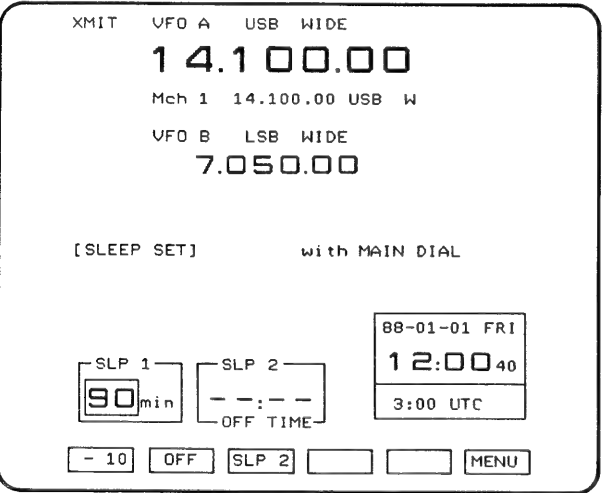 XMIT VFO A USB WIDE
14.100.00
Mch 1 14.100.00 USB W
VFO B LSB WIDE
7.050.00
[SLEEP SET] with MAIN DIAL
88-01-01 FRI
12:00 40
3:00 UTC
SLP 1
90 min
SLP 2
--:--
OFF TIME
- 10 OFF SLP 2 MENU